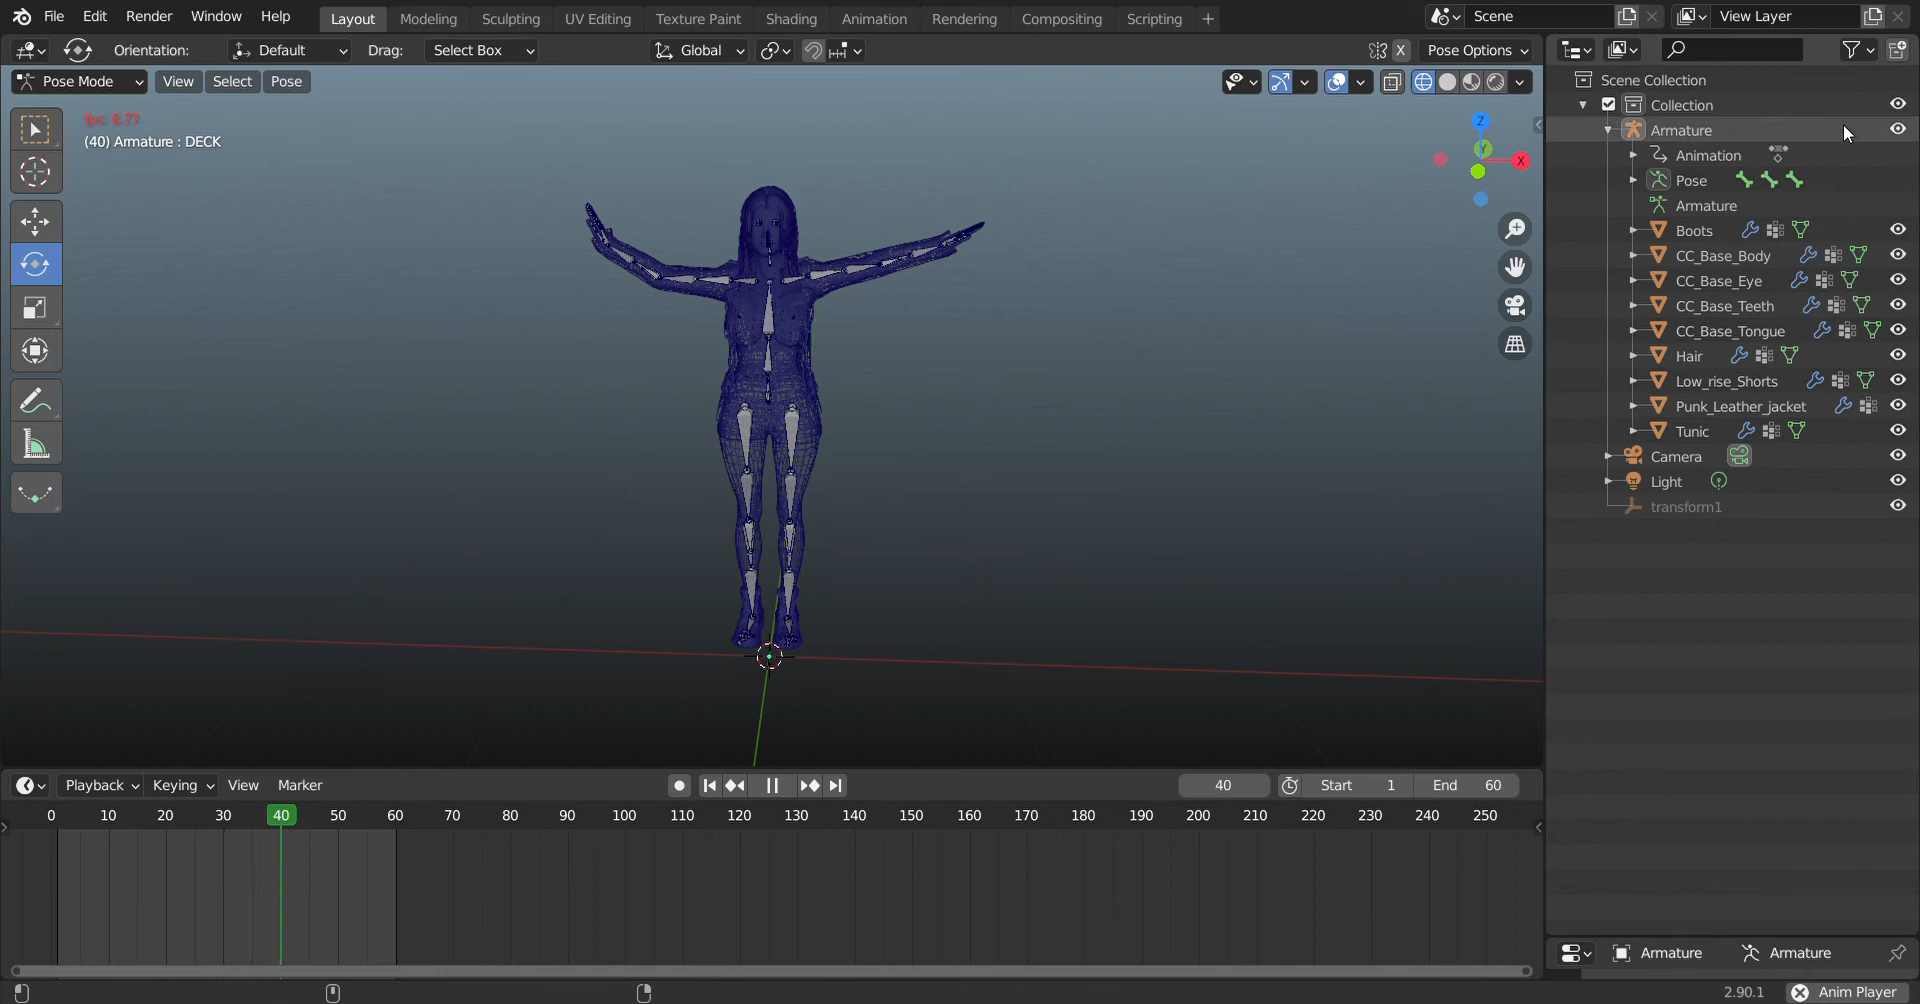 File Edit Render Window Help Layout Modeling Sculpting UV Editing Texture Paint Shading Animation Rendering Compositing Scripting + Scene View Layer
Orientation: Default Drag: Select Box Global X Pose Options
Pose Mode View Select Pose
fps: 8.77
(40) Armature : DECK
Z
Y
X
Scene Collection
Collection
Armature
Animation
Pose
Armature
Boots
CC_Base_Body
CC_Base_Eye
CC_Base_Teeth
CC_Base_Tongue
Hair
Low_rise_Shorts
Punk_Leather_jacket
Tunic
Camera
Light
transform1
Playback Keying View Marker 40 Start 1 End 60
0 10 20 30 40 50 60 70 80 90 100 110 120 130 140 150 160 170 180 190 200 210 220 230 240 250
Armature Armature
2.90.1 Anim Player